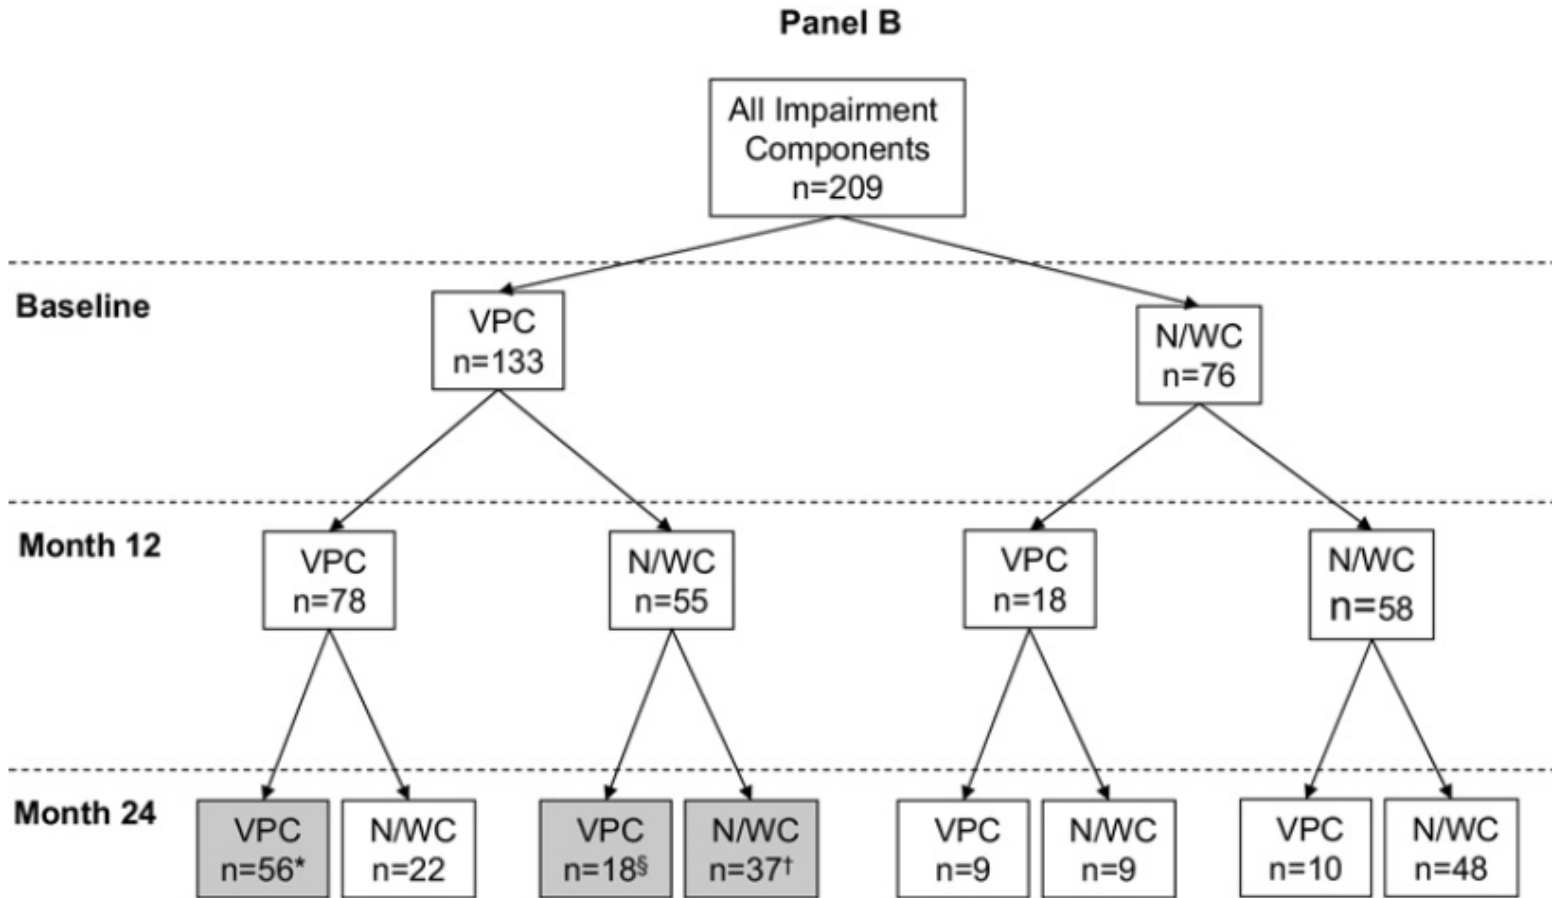 Panel B
All Impairment
Components
n=209
Baseline
VPC
n=133
N/WC
n=76
Month 12
VPC
n=78
N/WC
n=55
VPC
n=18
N/WC
n=58
Month 24
VPC
n=56*
N/WC
n=22
VPC
n=18§
N/WC
n=37†
VPC
n=9
N/WC
n=9
VPC
n=10
N/WC
n=48